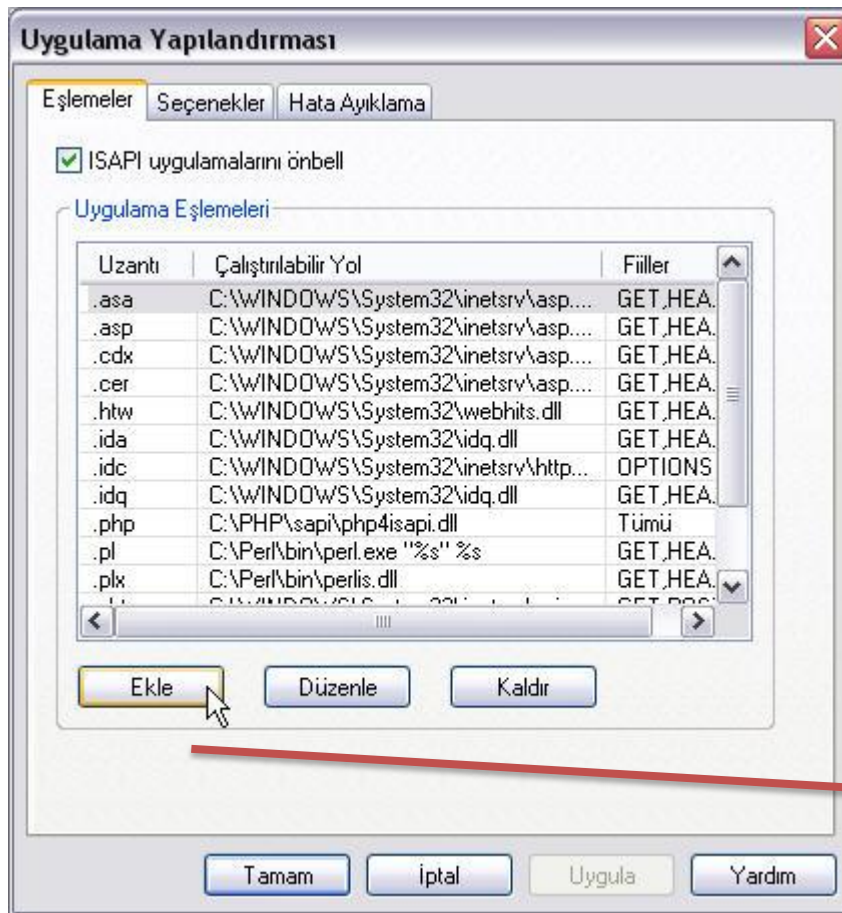 Uygulama Yapılandırması
Eşlemeler Seçenekler Hata Ayıklama
ISAPI uygulamalarını önbell
Uygulama Eşlemeleri
Uzantı Çalıştırılabilir Yol Fiiller
.asa C:\WINDOWS\System32\inetsrv\asp.... GET,HEA.
.asp C:\WINDOWS\System32\inetsrv\asp.... GET,HEA.
.cdx C:\WINDOWS\System32\inetsrv\asp.... GET,HEA.
.cer C:\WINDOWS\System32\inetsrv\asp.... GET,HEA.
.htw C:\WINDOWS\System32\webhits.dll GET,HEA.
.ida C:\WINDOWS\System32\idq.dll GET,HEA.
.idc C:\WINDOWS\System32\inetsrv\http... OPTIONS
.idq C:\WINDOWS\System32\idq.dll GET,HEA.
.php C:\PHP\sapi\php4isapi.dll Tümü
.pl C:\Perl\bin\perl.exe "%s" %s GET,HEA.
.plx C:\Perl\bin\perlis.dll GET,HEA.
Ekle Düzenle Kaldır
Tamam İptal Uygula Yardım